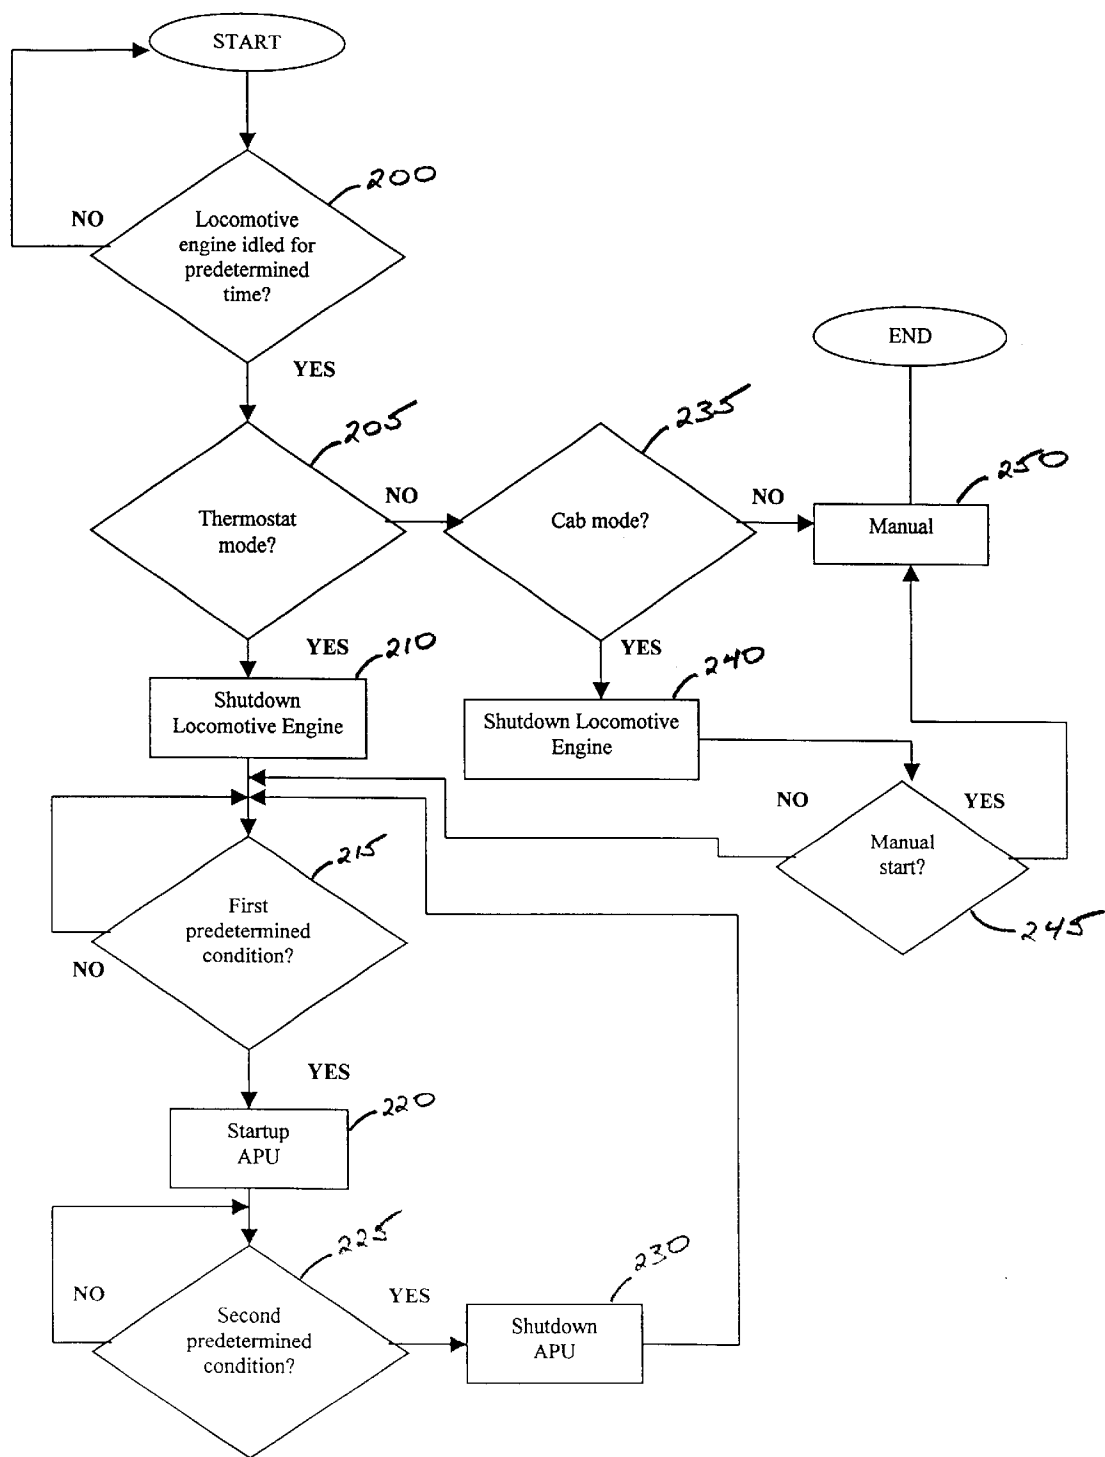 START
200
NO
Locomotive
engine idled for
predetermined
time?
YES
END
205
235
250
Thermostat
mode?
NO
Cab mode?
NO
Manual
YES
210
YES
240
Shutdown
Locomotive Engine
Shutdown Locomotive
Engine
NO
YES
Manual
start?
245
215
First
predetermined
condition?
NO
YES
220
Startup
APU
225
230
NO
YES
Second
predetermined
condition?
Shutdown
APU